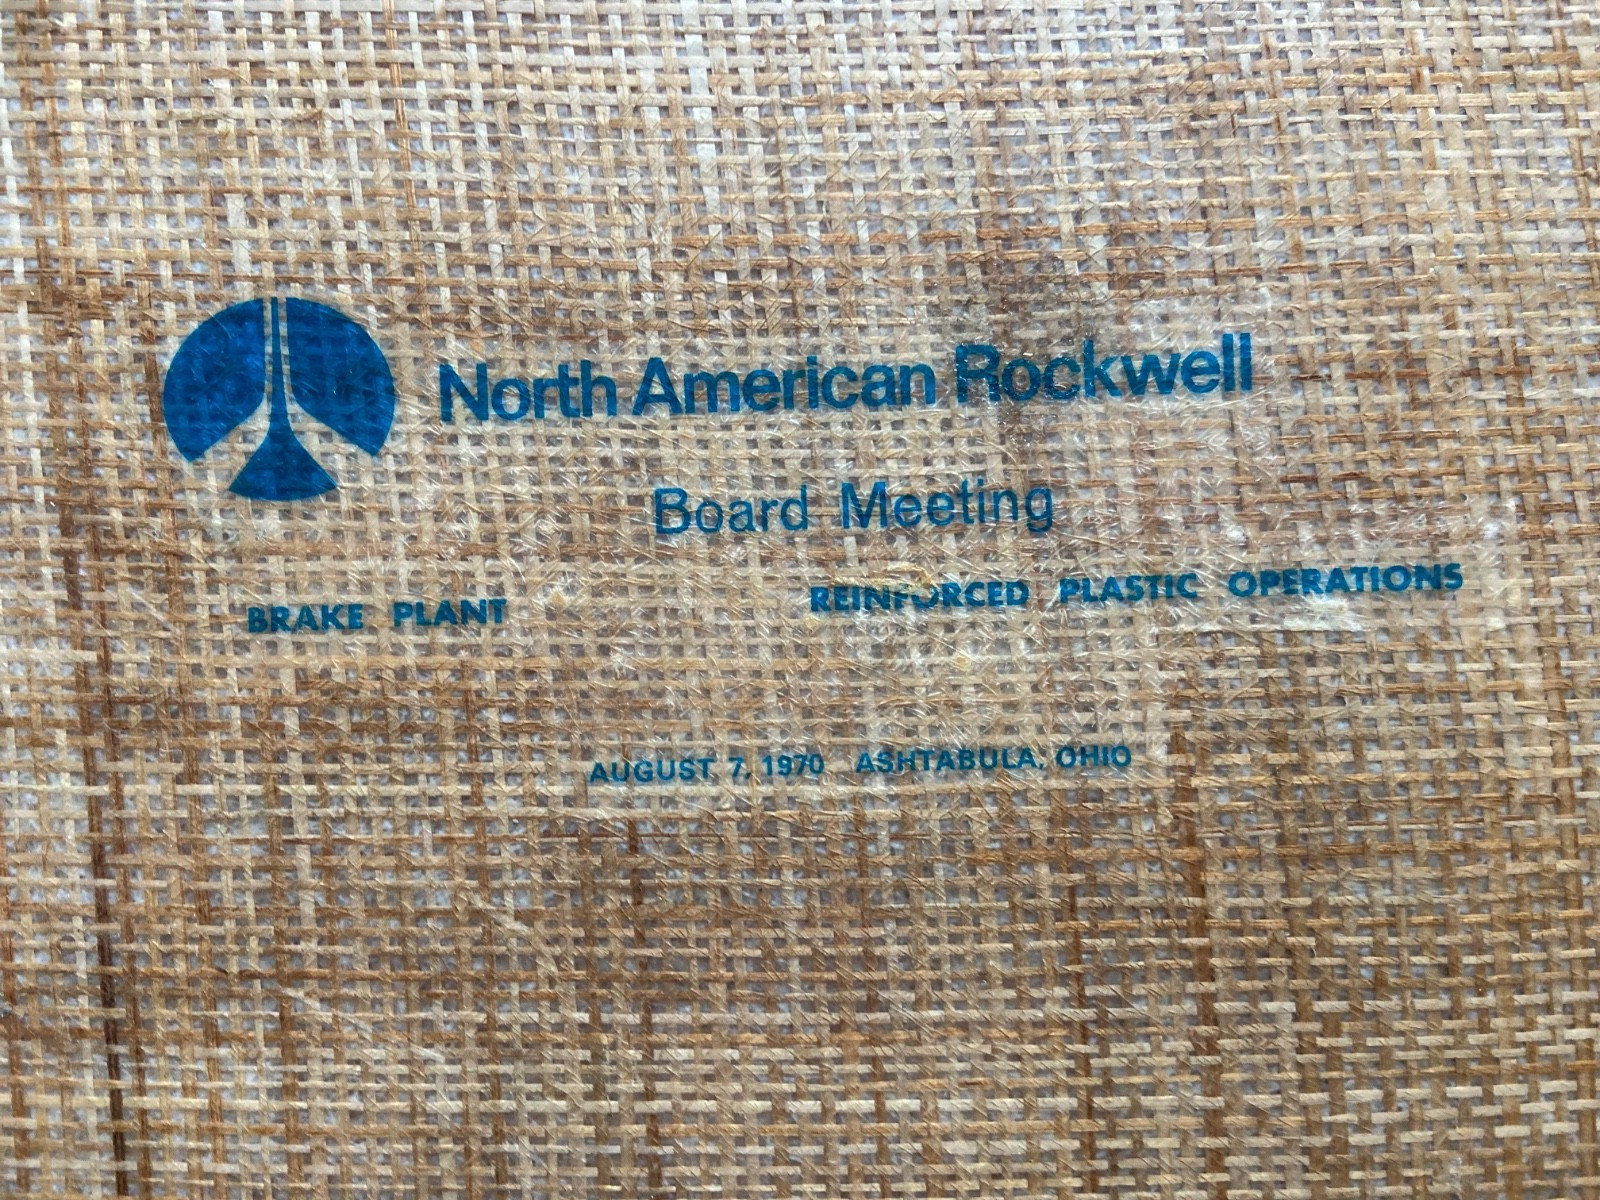 North American Rockwell
Board Meeting
BRAKE PLANT REINFORCED PLASTIC OPERATIONS
AUGUST 7, 1970 ASHTABULA, OHIO